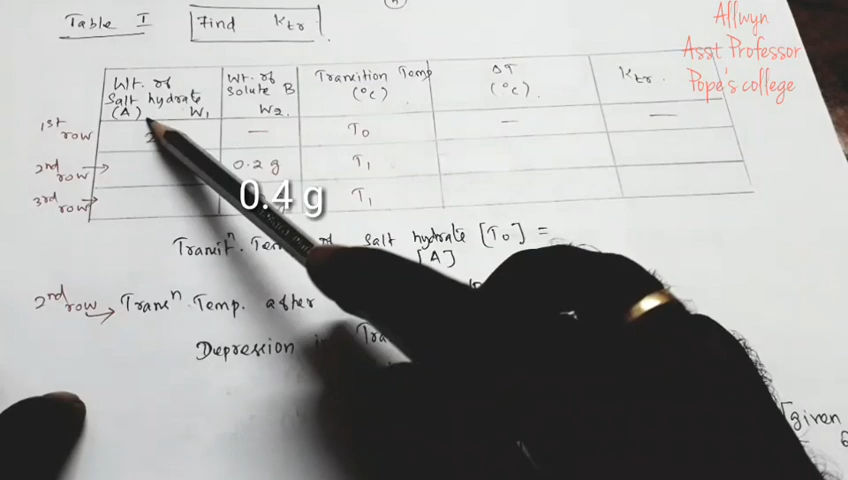 Table I Find Ktr.
Allwyn
Asst Professor
Pope's college
Wt. of Salt hydrate (A) W1
Wt. of Solute B W2.
Transition Temp (°C)
ΔT (°C).
Ktr.
1st row — T0 — —
2nd row → 0.2 g T1
3rd row → T1
0.4 g
Transitn. Salt hydrate [T0] =
[A]
2nd row → Transn. Temp. after
Depression
[given